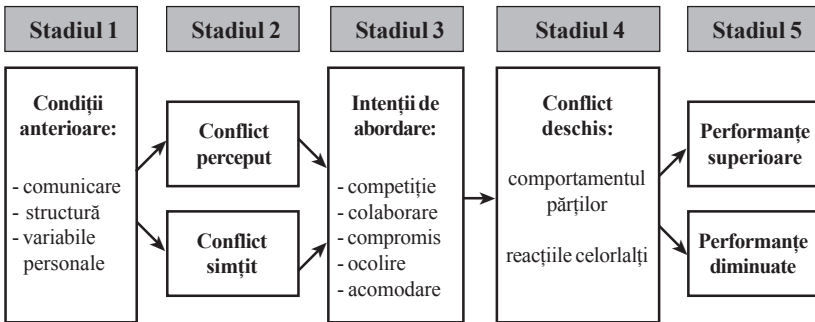 Stadiul 1
Stadiul 2
Stadiul 3
Stadiul 4
Stadiul 5
Condiții
anterioare:
- comunicare
- structură
- variabile
personale
Conflict
perceput
Conflict
simțit
Intenții de
abordare:
- competiție
- colaborare
- compromis
- ocolire
- acomodare
Conflict
deschis:
comportamentul
părților
reacțiile celorlalți
Performanțe
superioare
Performanțe
diminuate